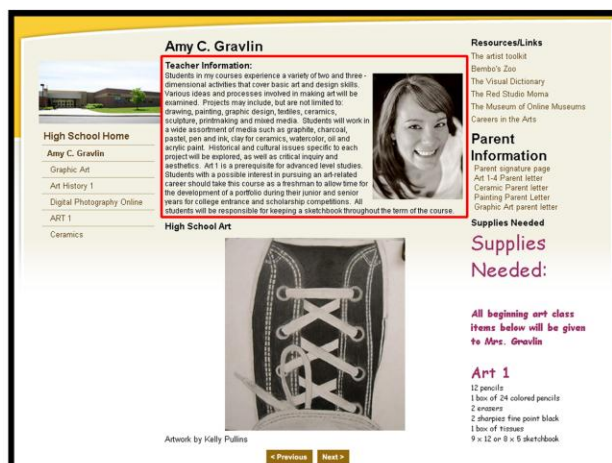 Amy C. Gravlin
Teacher Information:
Students in my courses experience a variety of two and three -
dimensional activities that cover basic art and design skills.
Various ideas and processes involved in making art will be
examined.  Projects may include, but are not limited to:
drawing, painting, graphic design, textiles, ceramics,
sculpture, printmaking and mixed media.  Students will work in
a wide assortment of media such as graphite, charcoal,
pastel, pen and ink, clay for ceramics, watercolor, oil and
acrylic paint.  Historical and cultural issues specific to each
project will be explored, as well as critical inquiry and
aesthetics.  Art 1 is a prerequisite for advanced level studies.
Students with a possible interest in pursuing an art-related
career should take this course as a freshman to allow time for
the development of a portfolio during their junior and senior
years for college entrance and scholarship competitions.  All
students will be responsible for keeping a sketchbook throughout the term of the course.
High School Art
Artwork by Kelly Pullins
< Previous
Next >
High School Home
Amy C. Gravlin
Graphic Art
Art History 1
Digital Photography Online
ART 1
Ceramics
Resources/Links
The artist toolkit
Bembo's Zoo
The Visual Dictionary
The Red Studio Moma
The Museum of Online Museums
Careers in the Arts
Parent
Information
Parent signature page
Art 1-4 Parent letter
Ceramic Parent letter
Painting Parent Letter
Graphic Art parent letter
Supplies Needed
Supplies
Needed:
All beginning art class
items below will be given
to Mrs. Gravlin
Art 1
12 pencils
1 box of 24 colored pencils
2 erasers
2 sharpies fine point black
1 box of tissues
9 x 12 or 8 x 5 sketchbook